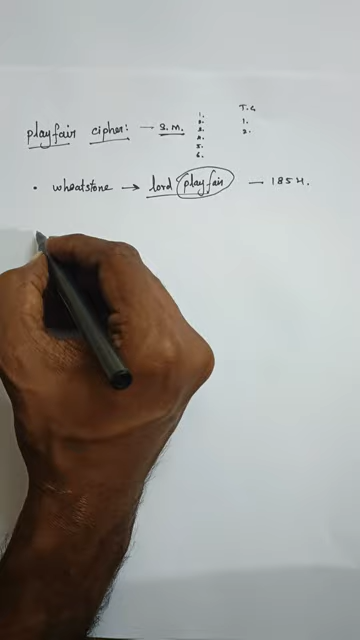 T.C
playfair cipher: — S.M.
1.
2.
3.
4.
5.
6.
1.
2.
• wheatstone → lord playfair — 1854.